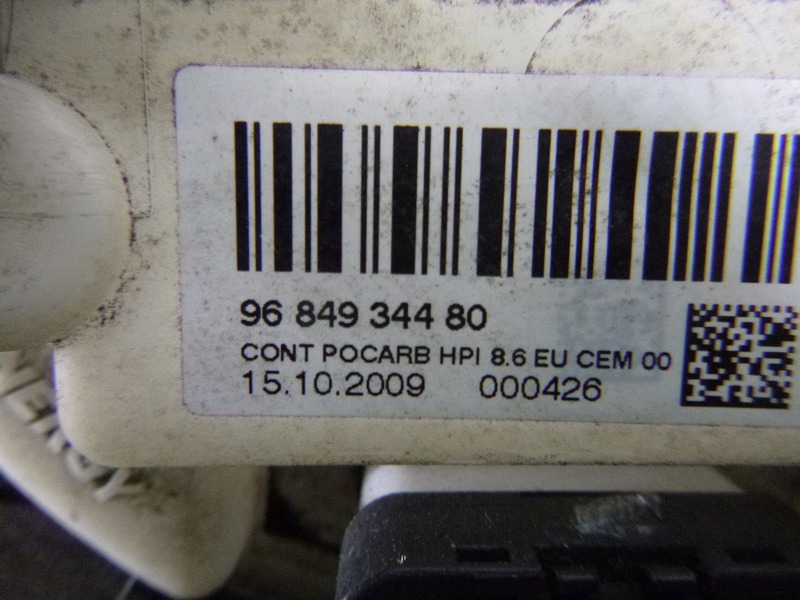 96 849 344 80
CONT POCARB HPI 8.6 EU CEM 00
15.10.2009 000426